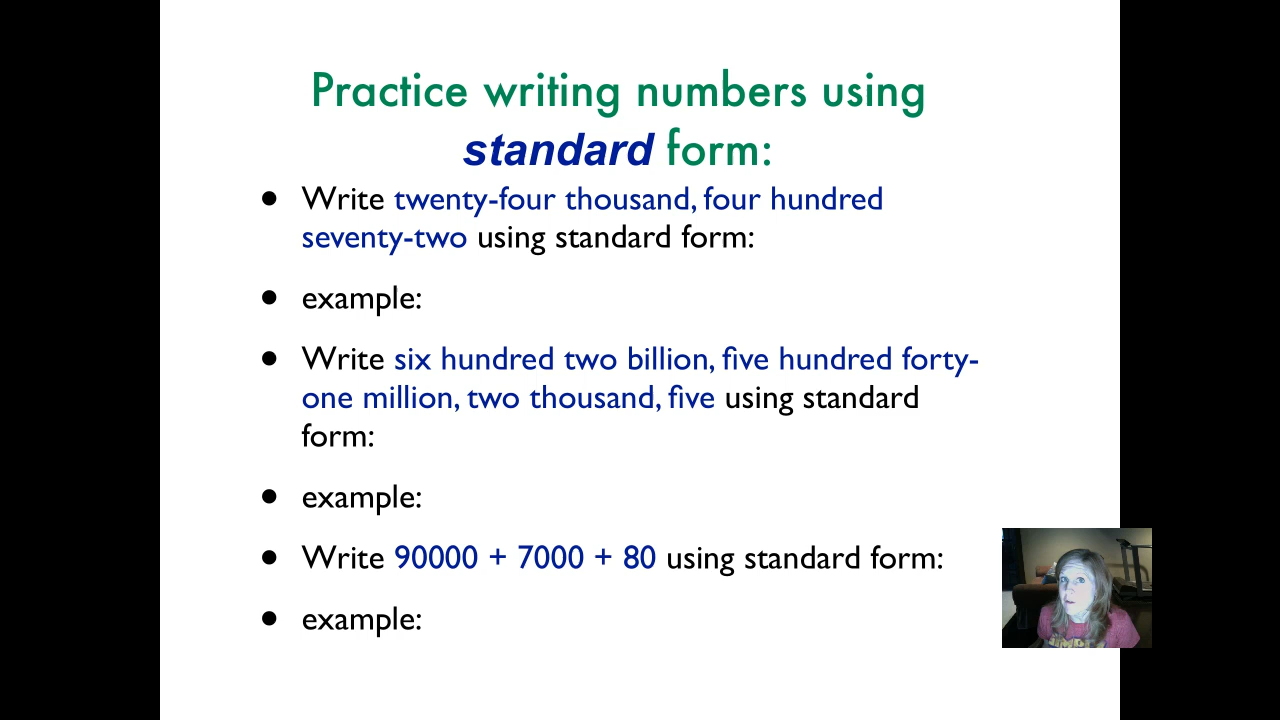 Practice writing numbers using
standard form:
• Write twenty-four thousand, four hundred
seventy-two using standard form:
• example:
• Write six hundred two billion, five hundred forty-
one million, two thousand, five using standard
form:
• example:
• Write 90000 + 7000 + 80 using standard form:
• example: